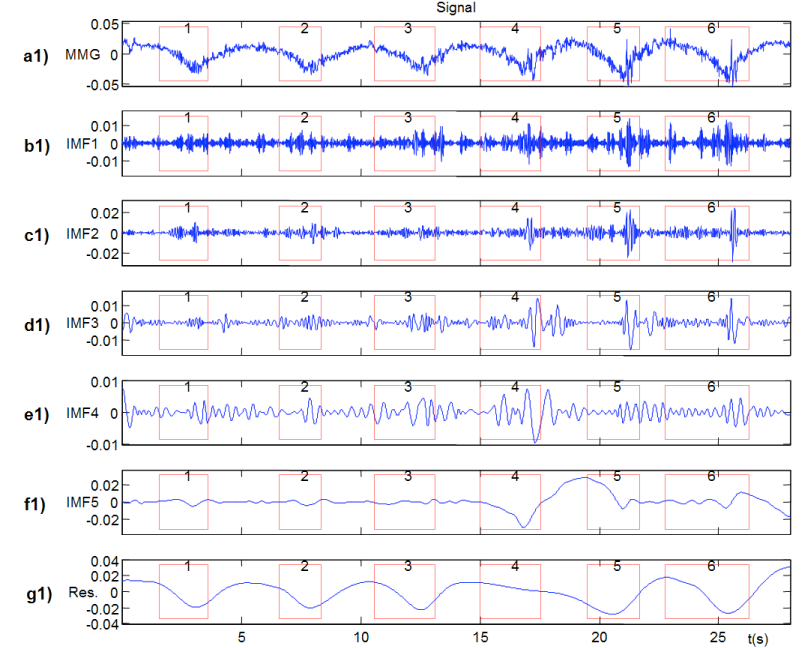 Signal
0.05
1 2 3 4 5 6
a1) MMG 0
-0.05
0.01
1 2 3 4 5 6
b1) IMF1 0
-0.01
0.02
1 2 3 4 5 6
c1) IMF2 0
-0.02
0.01
1 2 3 4 5 6
d1) IMF3 0
-0.01
0.01
1 2 3 4 5 6
e1) IMF4 0
-0.01
0.02
1 2 3 4 5 6
f1) IMF5 0
-0.02
0.04
1 2 3 4 5 6
0.02
g1) Res. 0
-0.02
-0.04
5 10 15 20 25 t(s)